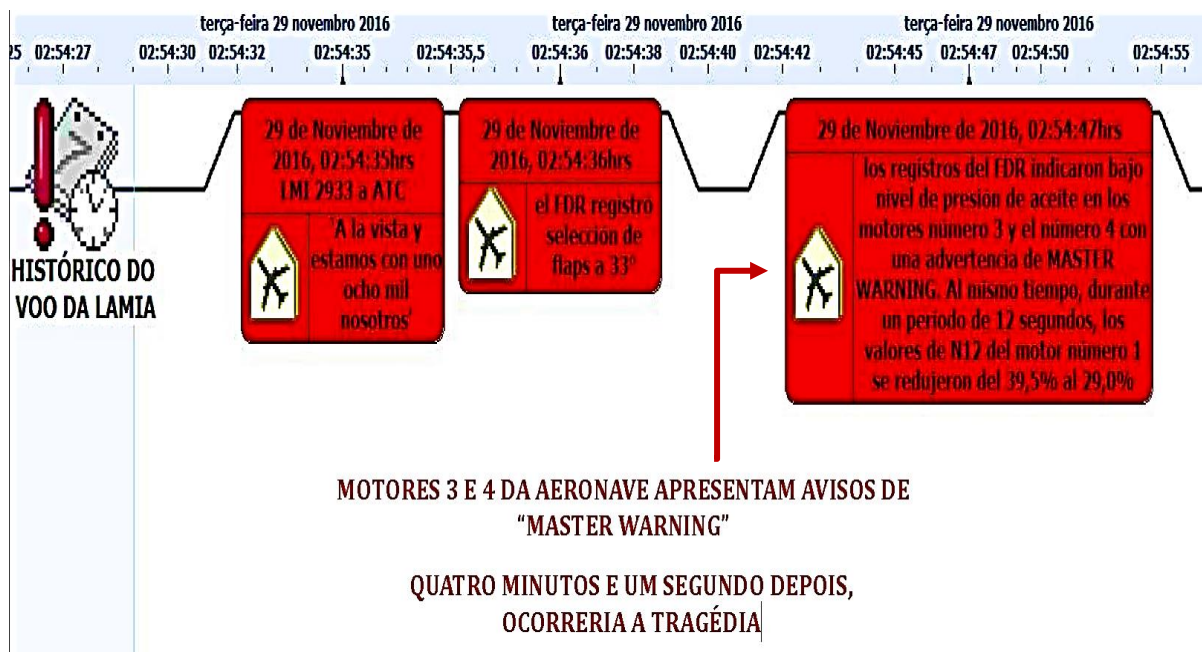 terça-feira 29 novembro 2016 terça-feira 29 novembro 2016 terça-feira 29 novembro 2016
25 02:54:27 02:54:30 02:54:32 02:54:35 02:54:35,5 02:54:36 02:54:38 02:54:40 02:54:42 02:54:45 02:54:47 02:54:50 02:54:55
HISTÓRICO DO
VOO DA LAMIA
29 de Noviembre de
2016, 02:54:35hrs
LMI 2933 a ATC
'A la vista y
estamos con uno
ocho mil
nosotros'
29 de Noviembre de
2016, 02:54:36hrs
el FDR registro
selección de
flaps a 33°
29 de Noviembre de 2016, 02:54:47hrs
los registros del FDR indicaron bajo
nivel de presión de aceite en los
motores número 3 y el número 4 con
una advertencia de MASTER
WARNING. Al mismo tiempo, durante
un período de 12 segundos, los
valores de N12 del motor número 1
se redujeron del 39,5% al 29,0%
MOTORES 3 E 4 DA AERONAVE APRESENTAM AVISOS DE
“MASTER WARNING”
QUATRO MINUTOS E UM SEGUNDO DEPOIS,
OCORRERIA A TRAGÉDIA